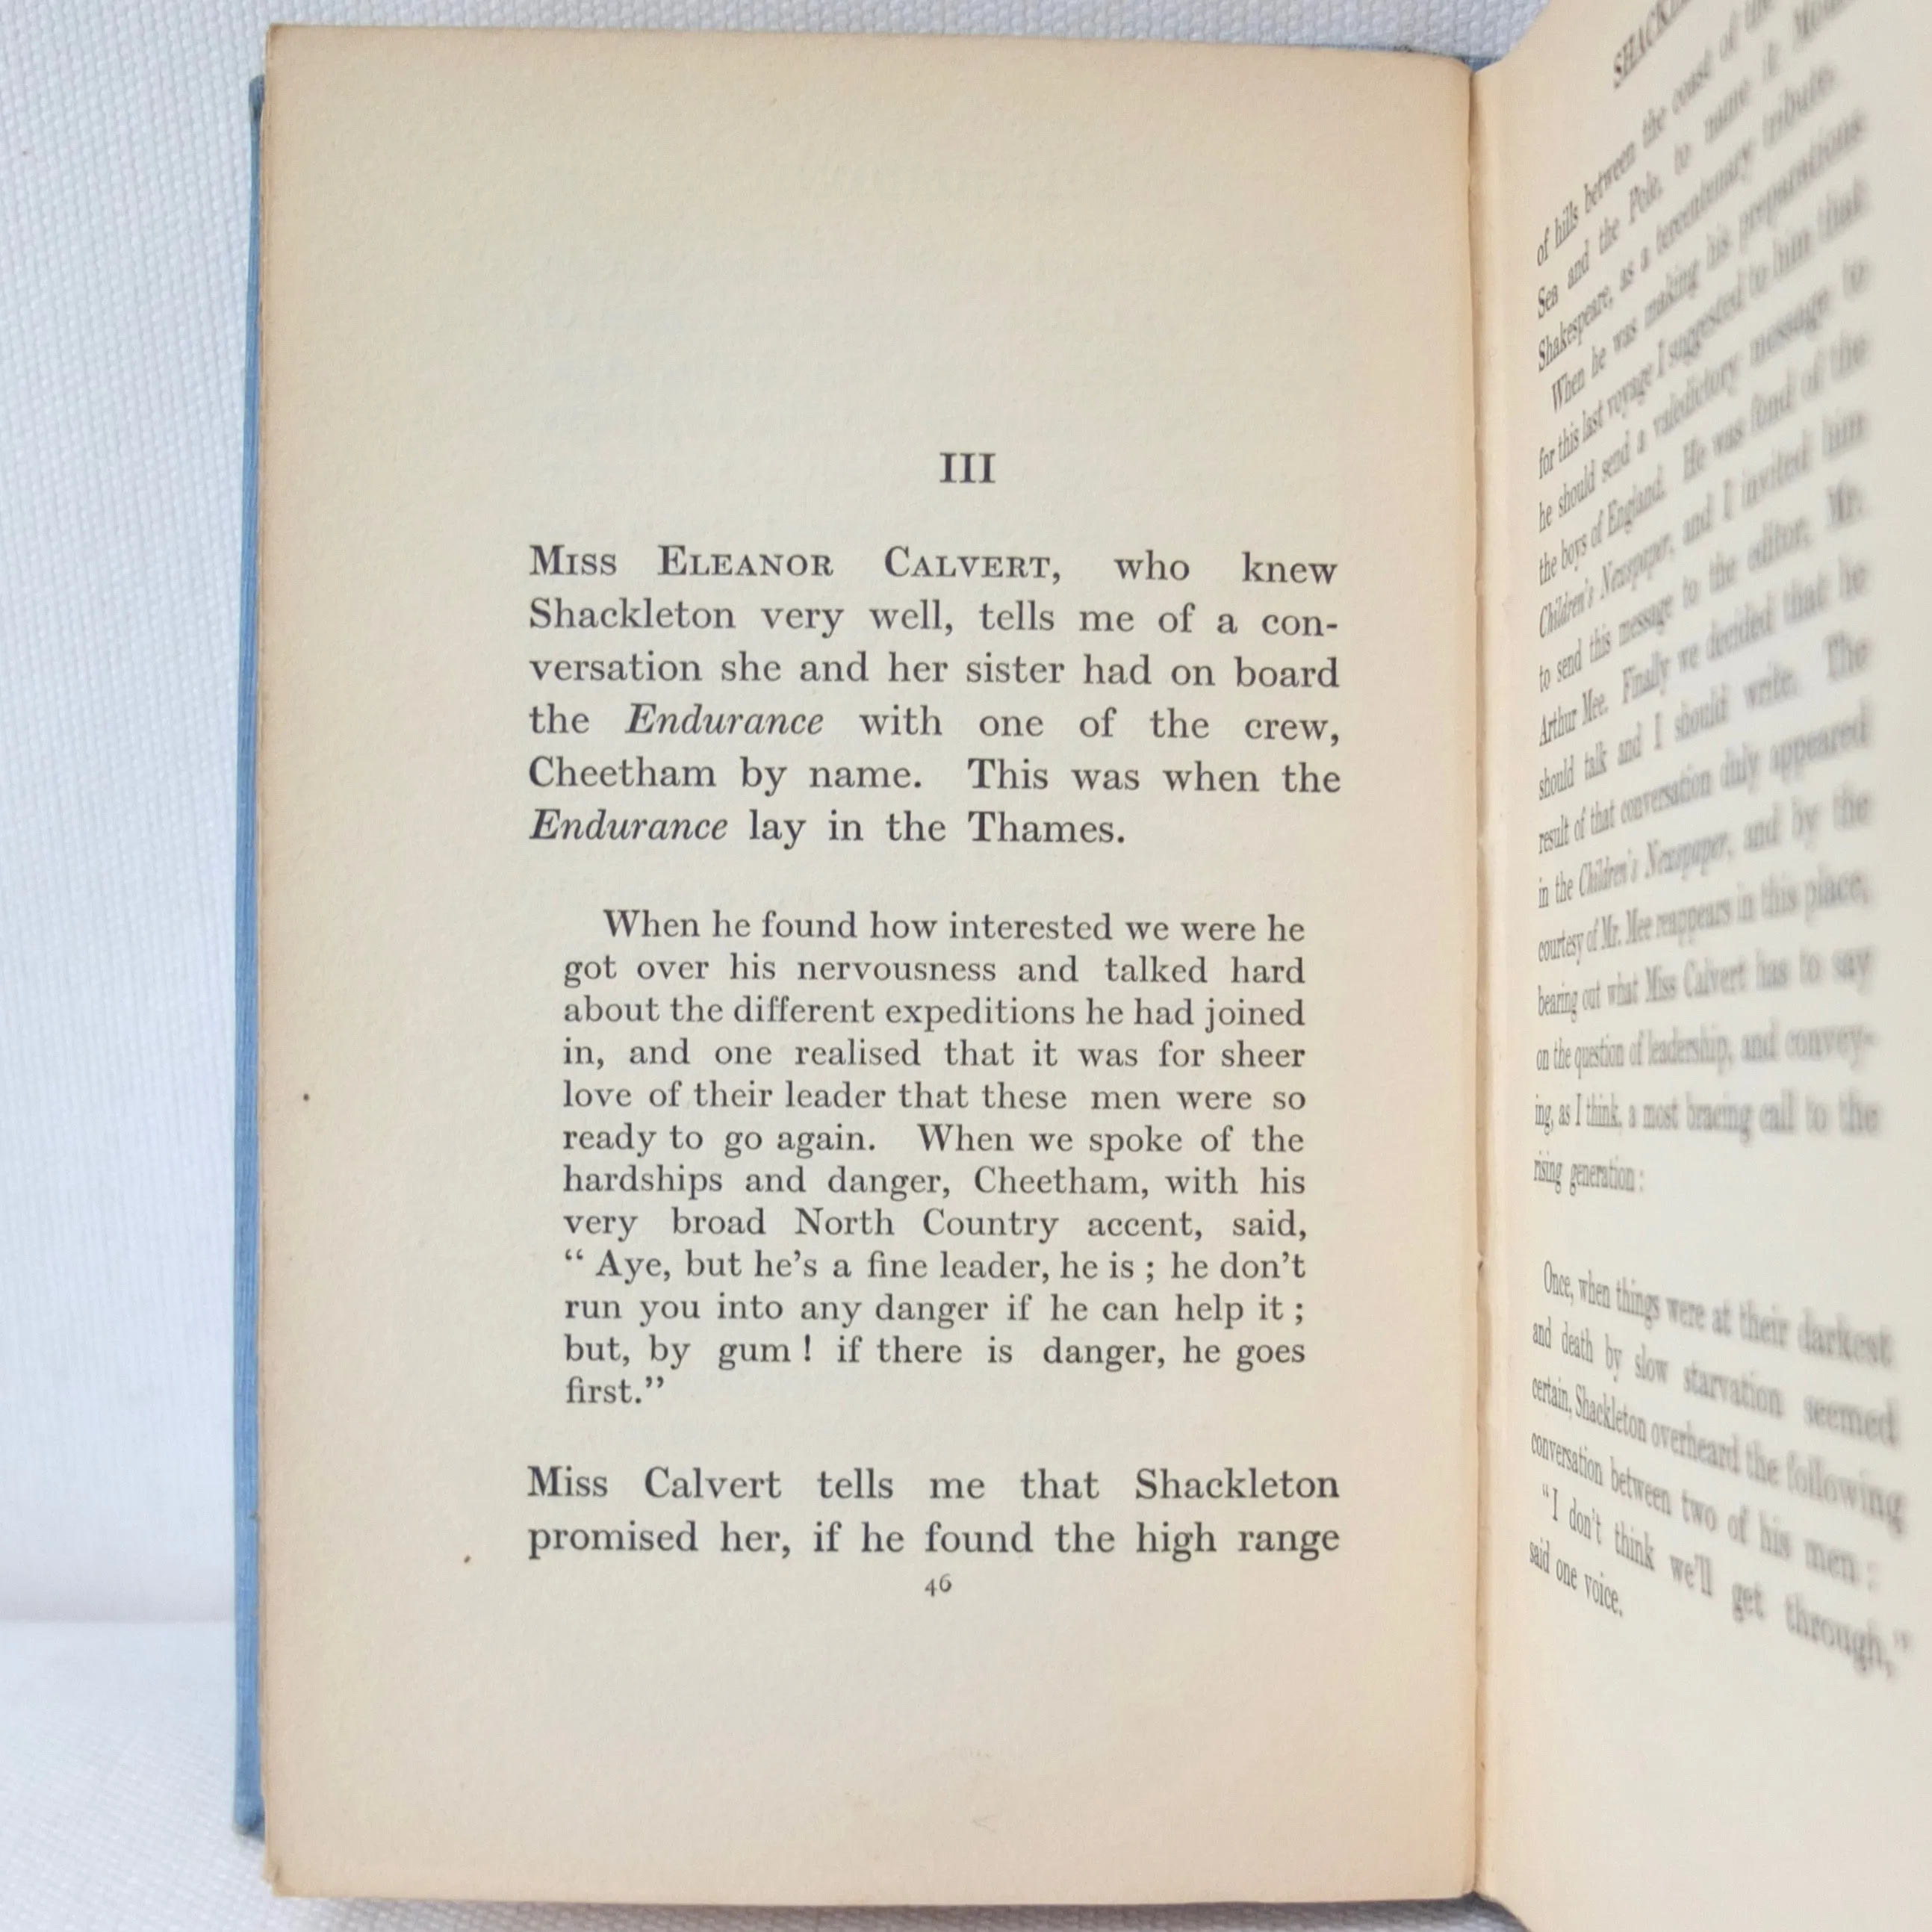 III
Miss Eleanor Calvert, who knew
Shackleton very well, tells me of a con-
versation she and her sister had on board
the Endurance with one of the crew,
Cheetham by name. This was when the
Endurance lay in the Thames.
When he found how interested we were he
got over his nervousness and talked hard
about the different expeditions he had joined
in, and one realised that it was for sheer
love of their leader that these men were so
ready to go again. When we spoke of the
hardships and danger, Cheetham, with his
very broad North Country accent, said,
“ Aye, but he’s a fine leader, he is ; he don’t
run you into any danger if he can help it ;
but, by gum ! if there is danger, he goes
first.”
Miss Calvert tells me that Shackleton
promised her, if he found the high range
46
of hills between the coast of the
Sea and the Pole, to name it
Shakespeare, as a tercentenary tribute.
When he was making his preparations
for this last voyage I suggested to him that
he should send a valedictory message to
the boys of England. He was fond of the
Children’s Newspaper, and I invited him
to send this message to the editor, Mr.
Arthur Mee. Finally we decided that he
should talk and I should write. The
result of that conversation duly appeared
in the Children’s Newspaper, and by the
courtesy of Mr. Mee reappears in this place,
bearing out what Miss Calvert has to say
on the question of leadership, and convey-
ing, as I think, a most bracing call to the
rising generation :
Once, when things were at their darkest
and death by slow starvation seemed
certain, Shackleton overheard the following
conversation between two of his men :
“I don’t think we’ll get through,”
said one voice.